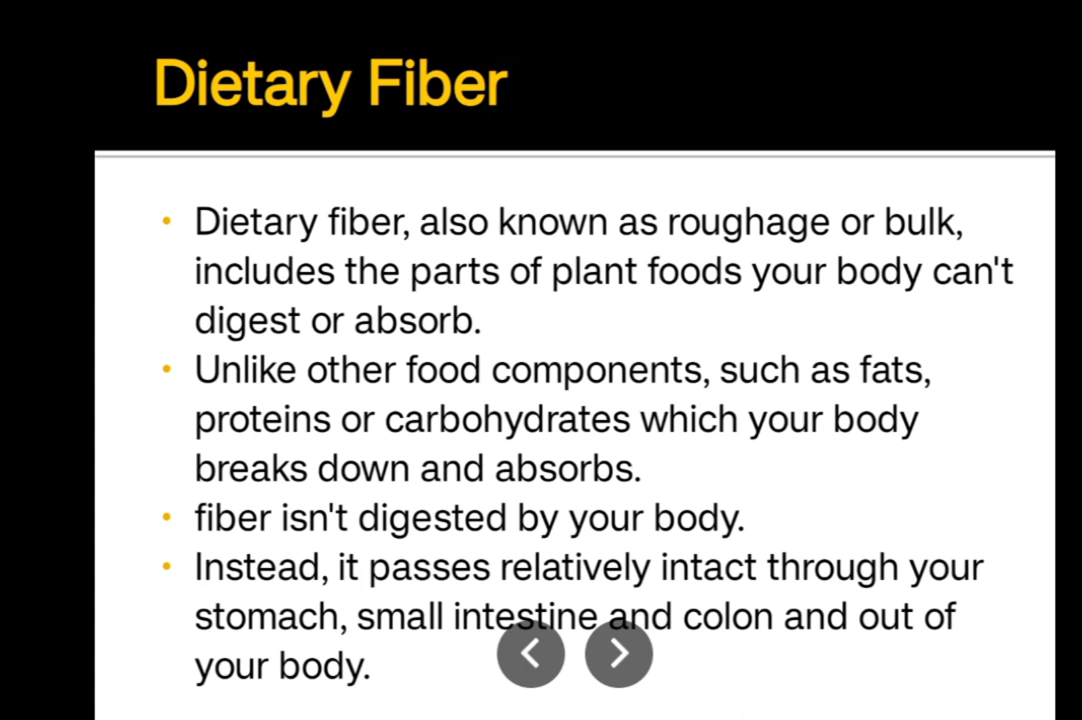 Dietary Fiber
• Dietary fiber, also known as roughage or bulk,
includes the parts of plant foods your body can't
digest or absorb.
• Unlike other food components, such as fats,
proteins or carbohydrates which your body
breaks down and absorbs.
• fiber isn't digested by your body.
• Instead, it passes relatively intact through your
stomach, small intestine and colon and out of
your body.